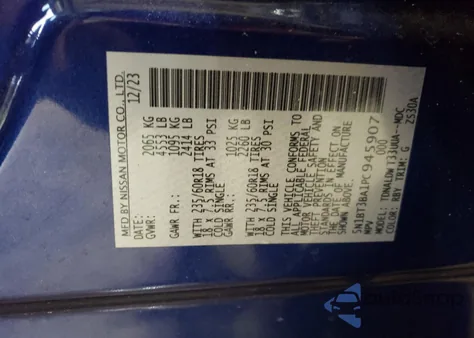 MFD BY NISSAN MOTOR CO., LTD.
DATE: 12/23
GVWR: 2065 KG
4553 LB
GAWR FR.: 1095 KG
2414 LB
WITH 235/60R18 TIRES
18 x 7.5 RIMS AT 33 PSI
COLD SINGLE
GAWR RR.: 1025 KG
2260 LB
WITH 235/60R18 TIRES
18 x 7.5 RIMS AT 30 PSI
COLD SINGLE
THIS VEHICLE CONFORMS TO
ALL APPLICABLE FEDERAL
MOTOR VEHICLE SAFETY AND
THEFT PREVENTION
STANDARDS IN EFFECT ON
THE DATE OF MANUFACTURE
SHOWN ABOVE.
5N1BT3BA1PC945907
MPV 000
MODEL: 2530A
COLOR: RBY TRIM: G